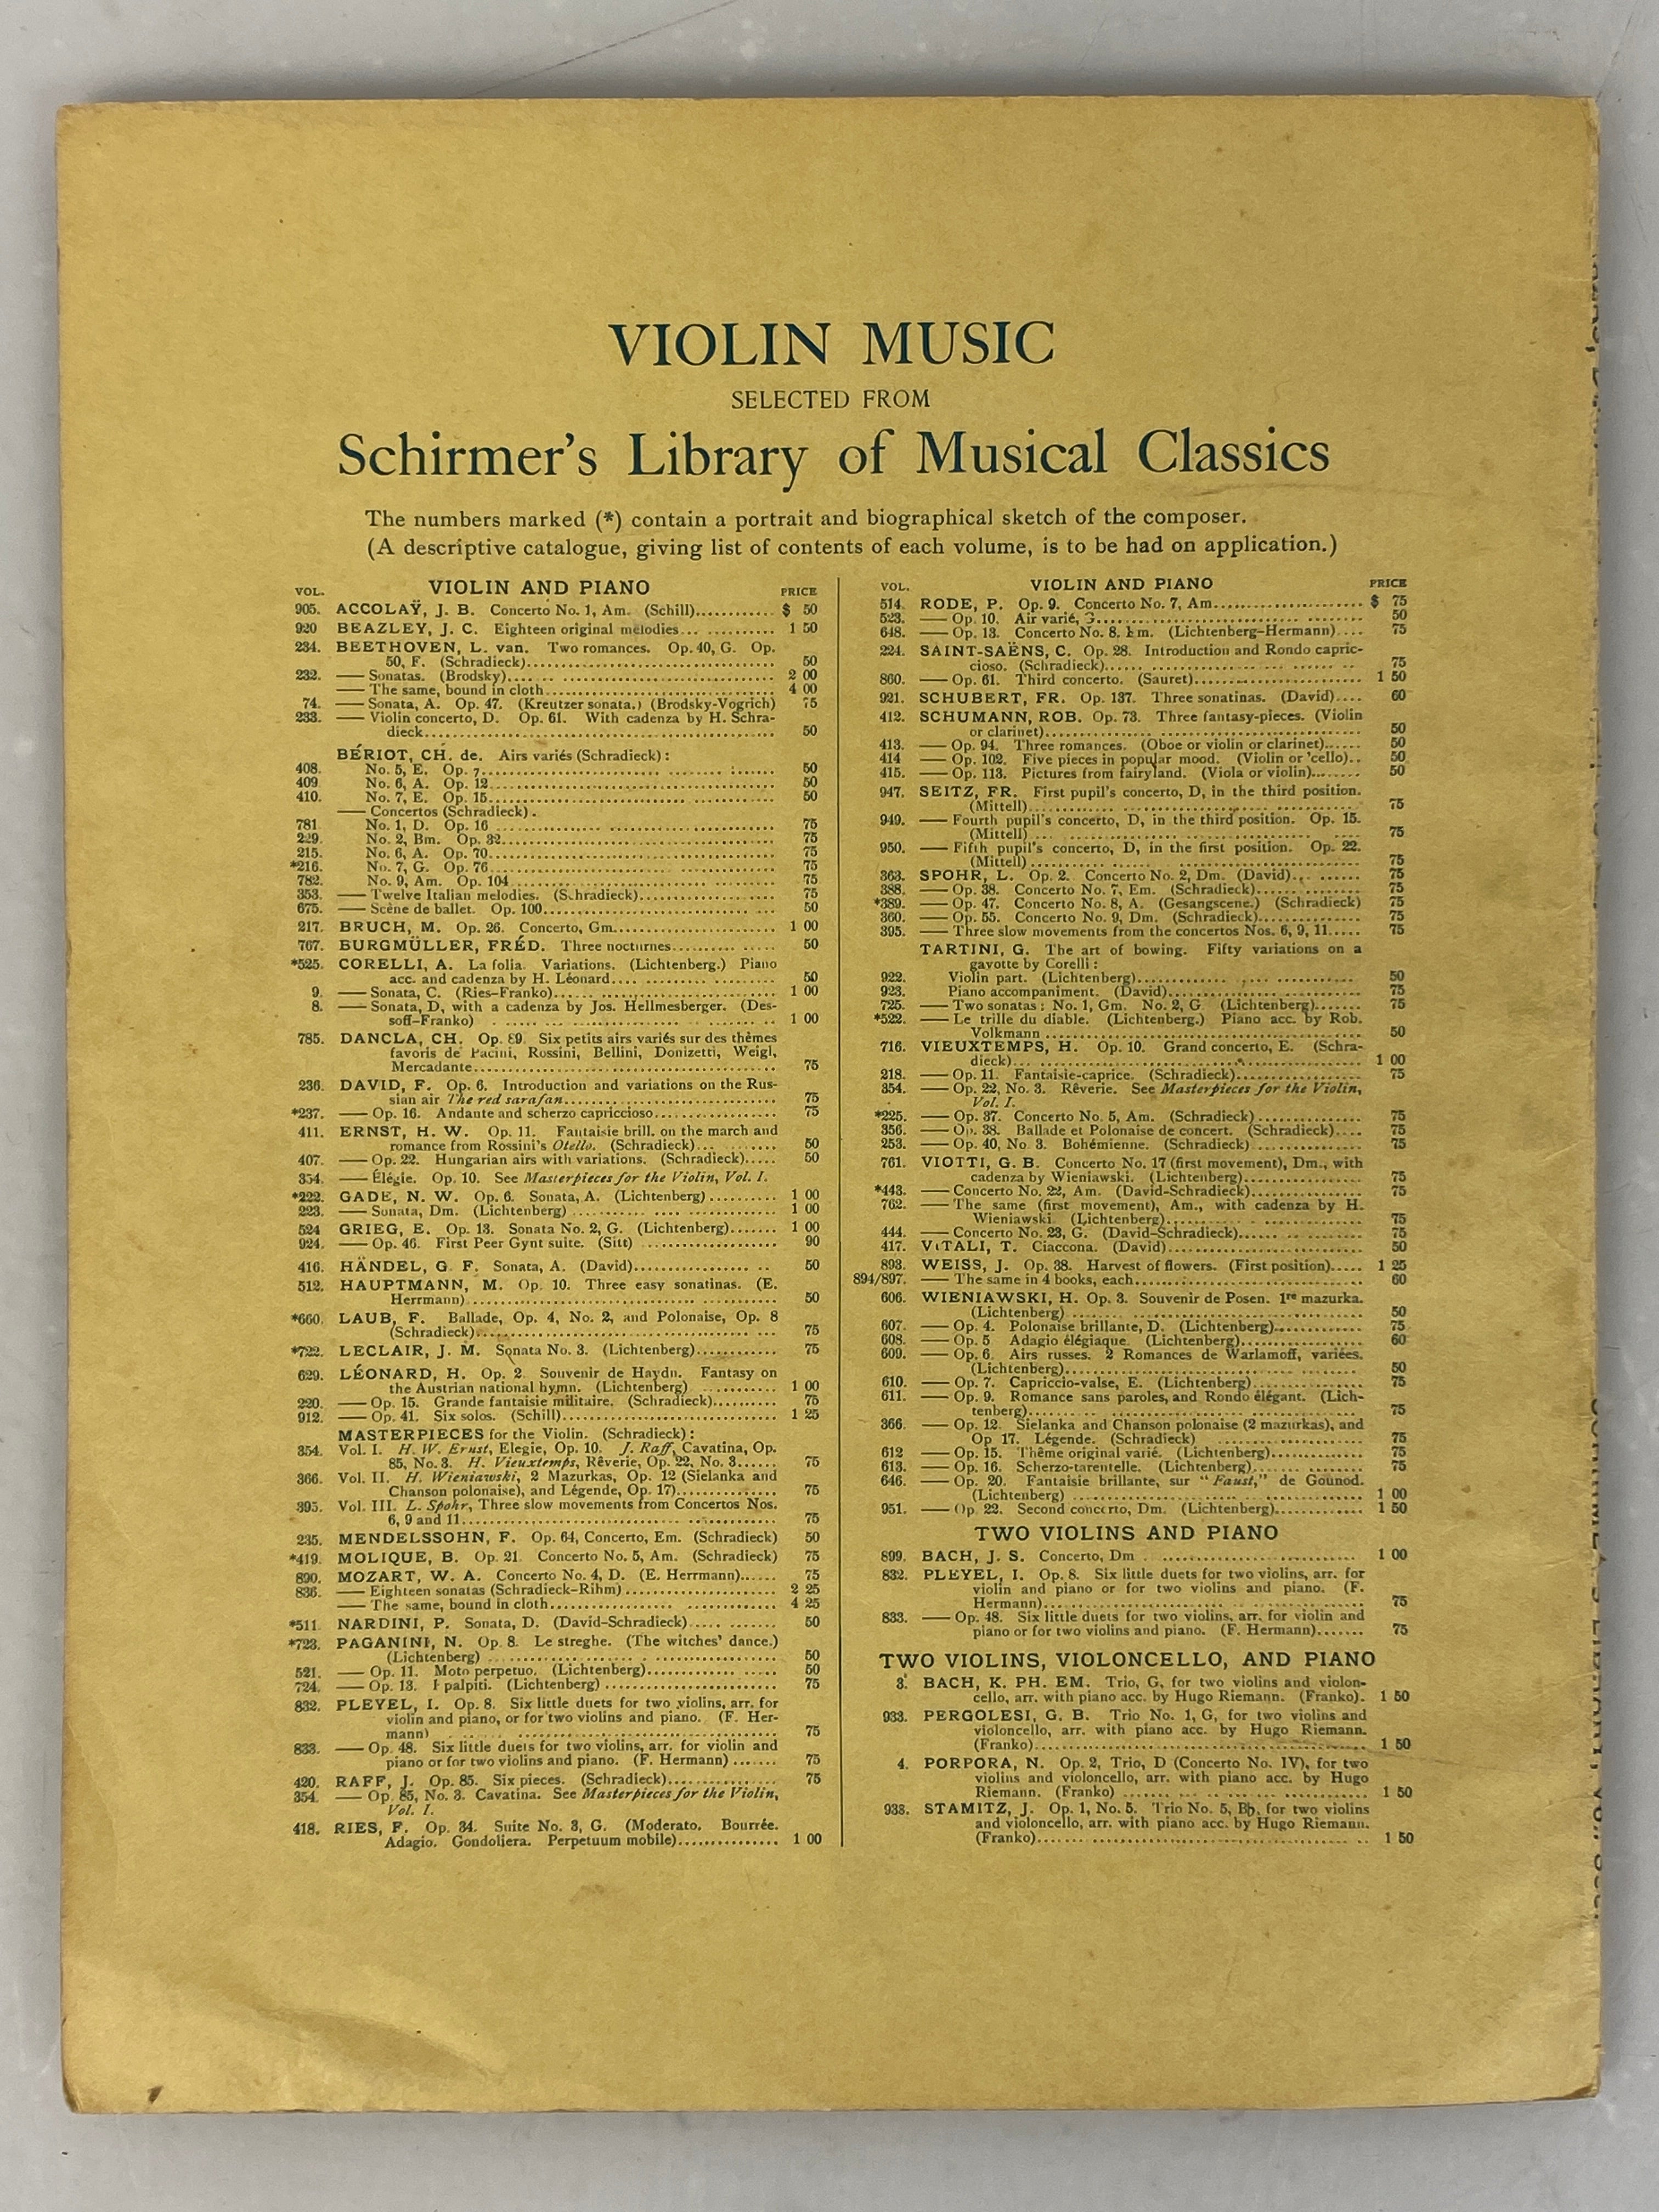 VIOLIN MUSIC
SELECTED FROM
Schirmer's Library of Musical Classics
The numbers marked (*) contain a portrait and biographical sketch of the composer.
(A descriptive catalogue, giving list of contents of each volume, is to be had on application.)
VOL. VIOLIN AND PIANO PRICE
905. ACCOLAŸ, J. B. Concerto No. 1, Am. (Schill)............ $ 50
920 BEAZLEY, J. C. Eighteen original melodies... .......... 1 50
234. BEETHOVEN, L. van. Two romances. Op. 40, G. Op.
50, F. (Schradieck)........................................ 50
232. —— Sonatas. (Brodsky)........................................ 2 00
—— The same, bound in cloth................................ 4 00
74. —— Sonata, A. Op. 47. (Kreutzer sonata.) (Brodsky-Vogrich) 75
233. —— Violin concerto, D. Op. 61. With cadenza by H. Schra-
dieck........................................................ 50
BÉRIOT, CH. de. Airs variés (Schradieck):
408. No. 5, E. Op. 7........................................ 50
409. No. 6, A. Op. 12........................................ 50
410. No. 7, E. Op. 15........................................ 50
—— Concertos (Schradieck).
781 No. 1, D. Op. 16 ........................................ 75
229. No. 2, Bm. Op. 32........................................ 75
215. No. 6, A. Op. 70........................................ 75
*216. No. 7, G. Op. 76........................................ 75
782. No. 9, Am. Op. 104........................................ 75
353. —— Twelve Italian melodies. (Schradieck).................... 75
675. —— Scène de ballet. Op. 100................................ 50
217. BRUCH, M. Op. 26. Concerto, Gm........................ 1 00
767. BURGMÜLLER, FRÉD. Three nocturnes.......... ..... 50
*525. CORELLI, A. La folia. Variations. (Lichtenberg.) Piano
acc. and cadenza by H. Léonard.... .......... ..... 50
9. —— Sonata, C. (Ries-Franko)................................ 1 00
8. —— Sonata, D, with a cadenza by Jos. Hellmesberger. (Des-
soff-Franko) ........................................ 1 00
785. DANCLA, CH. Op. 89. Six petits airs variés sur des thêmes
favoris de Pacini, Rossini, Bellini, Donizetti, Weigl,
Mercadante........................................ 75
236. DAVID, F. Op. 6. Introduction and variations on the Rus-
sian air The red sarafan................................ 75
*237. —— Op. 16. Andante and scherzo capriccioso................ 75
411. ERNST, H. W. Op. 11. Fantaisie brill. on the march and
romance from Rossini's Otello. (Schradieck)... .......... 50
407. —— Op. 22. Hungarian airs with variations. (Schradieck)..... 50
354. —— Élégie. Op. 10. See Masterpieces for the Violin, Vol. I.
*222. GADE, N. W. Op. 6. Sonata, A. (Lichtenberg) .......... 1 00
223. —— Sonata, Dm. (Lichtenberg) ........................ 1 00
524 GRIEG, E. Op. 13. Sonata No. 2, G. (Lichtenberg)....... 1 00
924. —— Op. 46. First Peer Gynt suite. (Sitt) .................... 90
416. HÄNDEL, G F. Sonata, A. (David).................... .. 50
512. HAUPTMANN, M. Op. 10. Three easy sonatinas. (E.
Herrmann)........................................ 50
*660. LAUB, F. Ballade, Op. 4, No. 2, and Polonaise, Op. 8
(Schradieck)........................................ 75
*722. LECLAIR, J. M. Sonata No. 3. (Lichtenberg)............ 75
629. LÉONARD, H. Op. 2 Souvenir de Haydn. Fantasy on
the Austrian national hymn. (Lichtenberg) ........... 1 00
220. —— Op. 15. Grande fantaisie militaire. (Schradieck).......... 75
912. —— Op. 41. Six solos. (Schill)................................ 1 25
MASTERPIECES for the Violin. (Schradieck):
354. Vol. I. H. W. Ernst, Elegie, Op. 10. J. Raff, Cavatina, Op.
85, No. 3. H. Vieuxtemps, Rêverie, Op. 22, No. 3...... 75
366. Vol. II. H. Wieniawski, 2 Mazurkas, Op. 12 (Sielanka and
Chanson polonaise), and Légende, Op. 17)............... 75
395. Vol. III. L. Spohr, Three slow movements from Concertos Nos.
6, 9 and 11........................................ 75
235. MENDELSSOHN, F. Op. 64, Concerto, Em. (Schradieck) 50
*419. MOLIQUE, B. Op. 21 Concerto No. 5, Am. (Schradieck) 75
890. MOZART, W. A. Concerto No. 4, D. (E. Herrmann)...... 75
836. —— Eighteen sonatas (Schradieck-Rihm) .................... 2 25
—— The same, bound in cloth................................ 4 25
*511. NARDINI, P. Sonata, D. (David-Schradieck).... ........ 50
*723. PAGANINI, N. Op. 8. Le streghe. (The witches' dance.)
(Lichtenberg) ........................................ 50
521. —— Op. 11. Moto perpetuo. (Lichtenberg).................... 50
724. —— Op. 13. I palpiti. (Lichtenberg) ........................ 75
832. PLEYEL, I. Op. 8. Six little duets for two violins, arr. for
violin and piano, or for two violins and piano. (F. Her-
mann) ........................................ 75
833. —— Op. 48. Six little duets for two violins, arr. for violin and
piano or for two violins and piano. (F. Hermann) ....... 75
420. RAFF, J. Op. 85. Six pieces. (Schradieck)................ 75
354. —— Op. 85, No. 3. Cavatina. See Masterpieces for the Violin,
Vol. I.
418. RIES, F. Op. 34. Suite No. 3, G. (Moderato. Bourrée.
Adagio. Gondoliera. Perpetuum mobile)............... 1 00
VOL. VIOLIN AND PIANO PRICE
514. RODE, P. Op. 9. Concerto No. 7, Am.................... $ 75
523. —— Op. 10. Air varié, G................................ 50
648. —— Op. 13. Concerto No. 8. Em. (Lichtenberg-Hermann).... 75
224. SAINT-SAËNS, C. Op. 28. Introduction and Rondo capric-
cioso. (Schradieck)........................................ 75
860. —— Op. 61. Third concerto. (Sauret)........................ 1 50
921. SCHUBERT, FR. Op. 137. Three sonatinas. (David).... 60
412. SCHUMANN, ROB. Op. 73. Three fantasy-pieces. (Violin
or clarinet)........................................ 50
413. —— Op. 94. Three romances. (Oboe or violin or clarinet)...... 50
414 —— Op. 102. Five pieces in popular mood. (Violin or 'cello).. 50
415. —— Op. 113. Pictures from fairyland. (Viola or violin)........ 50
947. SEITZ, FR. First pupil's concerto, D, in the third position.
(Mittell)........................................ 75
949. —— Fourth pupil's concerto, D, in the third position. Op. 15.
(Mittell)........................................ 75
950. —— Fifth pupil's concerto, D, in the first position. Op. 22.
(Mittell)........................................ 75
363. SPOHR, L. Op. 2. Concerto No. 2, Dm. (David).. ...... 75
388. —— Op. 38. Concerto No. 7, Em. (Schradieck)................ 75
*389. —— Op. 47. Concerto No. 8, A. (Gesangscene.) (Schradieck) 75
360. —— Op. 55. Concerto No. 9, Dm. (Schradieck)................ 75
395. —— Three slow movements from the concertos Nos. 6, 9, 11..... 75
TARTINI, G. The art of bowing. Fifty variations on a
gavotte by Corelli:
922. Violin part. (Lichtenberg)................................ 50
923. Piano accompaniment. (David)............................ 75
725. —— Two sonatas: No. 1, Gm. No. 2, G. (Lichtenberg)....... 75
*522. —— Le trille du diable. (Lichtenberg.) Piano acc. by Rob.
Volkmann........................................ 50
716. VIEUXTEMPS, H. Op. 10. Grand concerto, E. (Schra-
dieck)........................................ 1 00
218. —— Op. 11. Fantaisie-caprice. (Schradieck).................... 75
354. —— Op. 22, No. 3. Rêverie. See Masterpieces for the Violin,
Vol. I.
*225. —— Op. 37. Concerto No. 5, Am. (Schradieck)................ 75
356. —— Op. 38. Ballade et Polonaise de concert. (Schradieck).... 75
253. —— Op. 40, No 3. Bohémienne. (Schradieck)................ 75
761. VIOTTI, G. B. Concerto No. 17 (first movement), Dm., with
cadenza by Wieniawski. (Lichtenberg).................... 75
*443. —— Concerto No. 22, Am. (David-Schradieck)................ 75
762. —— The same (first movement), Am., with cadenza by H.
Wieniawski. (Lichtenberg)............................ 75
444. —— Concerto No. 23, G. (David-Schradieck)................ 75
417. VITALI, T. Ciaccona. (David)............................ 50
893. WEISS, J. Op. 38. Harvest of flowers. (First position)..... 1 25
894/897. —— The same in 4 books, each................................ 60
606. WIENIAWSKI, H. Op. 3. Souvenir de Posen. 1re mazurka.
(Lichtenberg)........................................ 50
607. —— Op. 4. Polonaise brillante, D. (Lichtenberg)............. 75
608. —— Op. 5 Adagio élégiaque. (Lichtenberg).................... 60
609. —— Op. 6. Airs russes. 2 Romances de Warlamoff, variées.
(Lichtenberg)........................................ 50
610. —— Op. 7. Capriccio-valse, E. (Lichtenberg)................ 75
611. —— Op. 9. Romance sans paroles, and Rondo élégant. (Lich-
tenberg)........................................ 75
366. —— Op. 12. Sielanka and Chanson polonaise (2 mazurkas), and
Op 17. Légende. (Schradieck) ........................ 75
612 —— Op. 15. Thême original varié. (Lichtenberg)............. 75
613. —— Op. 16. Scherzo-tarentelle. (Lichtenberg)................ 75
646. —— Op. 20. Fantaisie brillante, sur "Faust," de Gounod.
(Lichtenberg) ........................................ 1 00
951. —— Op. 22. Second concerto, Dm. (Lichtenberg)............. 1 50
TWO VIOLINS AND PIANO
899. BACH, J. S. Concerto, Dm . ............................ 1 00
832. PLEYEL, I. Op. 8. Six little duets for two violins, arr. for
violin and piano or for two violins and piano. (F.
Hermann)........................................ 75
833. —— Op. 48. Six little duets for two violins, arr. for violin and
piano or for two violins and piano. (F. Hermann)....... 75
TWO VIOLINS, VIOLONCELLO, AND PIANO
3. BACH, K. PH. EM. Trio, G, for two violins and violon-
cello, arr. with piano acc. by Hugo Riemann. (Franko). 1 50
933. PERGOLESI, G. B. Trio No. 1, G, for two violins and
violoncello, arr. with piano acc. by Hugo Riemann.
(Franko)........................................ 1 50
4. PORPORA, N. Op. 2, Trio, D (Concerto No. IV), for two
violins and violoncello, arr. with piano acc. by Hugo
Riemann. (Franko) ............................ 1 50
938. STAMITZ, J. Op. 1, No. 5. Trio No. 5, B♭, for two violins
and violoncello, arr. with piano acc. by Hugo Riemann.
(Franko)........................................ 1 50